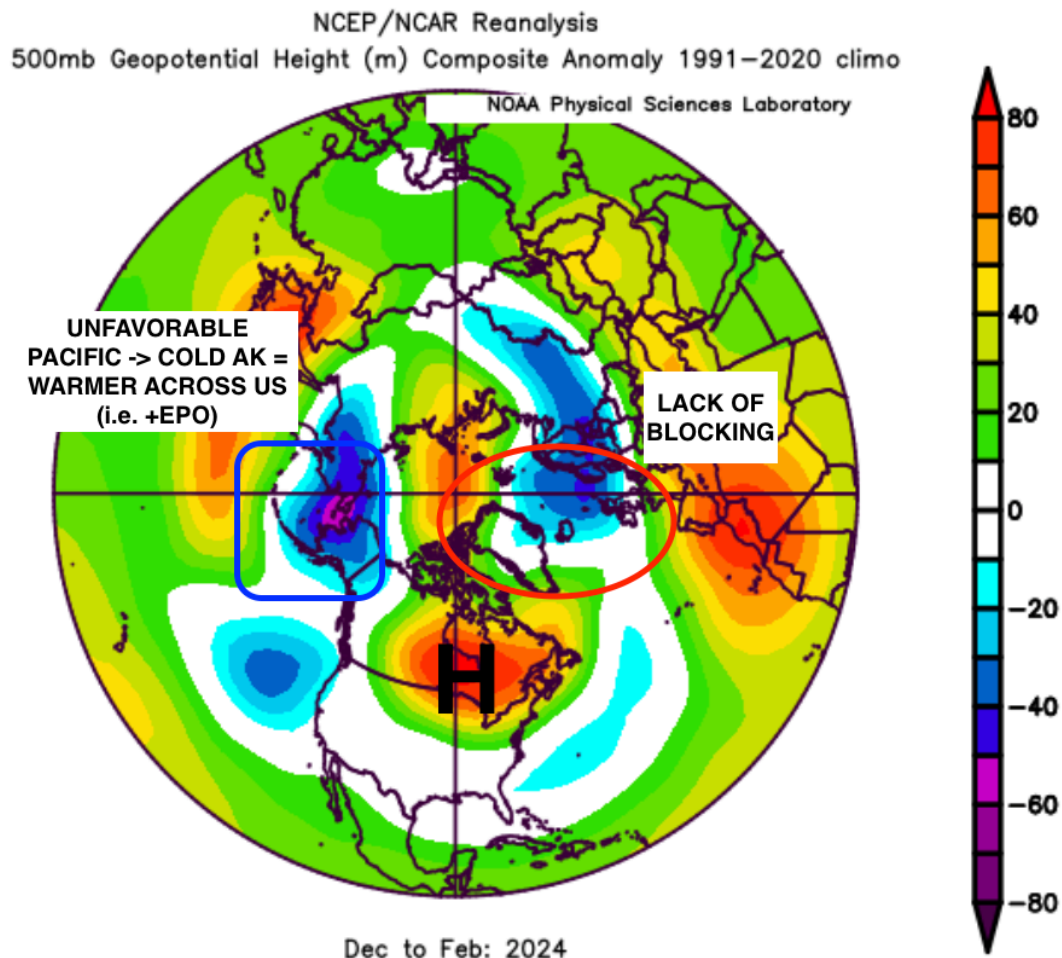 NCEP/NCAR Reanalysis
500mb Geopotential Height (m) Composite Anomaly 1991-2020 climo
NOAA Physical Sciences Laboratory
UNFAVORABLE
PACIFIC -> COLD AK =
WARMER ACROSS US
(i.e. +EPO)
LACK OF
BLOCKING
H
80
60
40
20
0
-20
-40
-60
-80
Dec to Feb: 2024